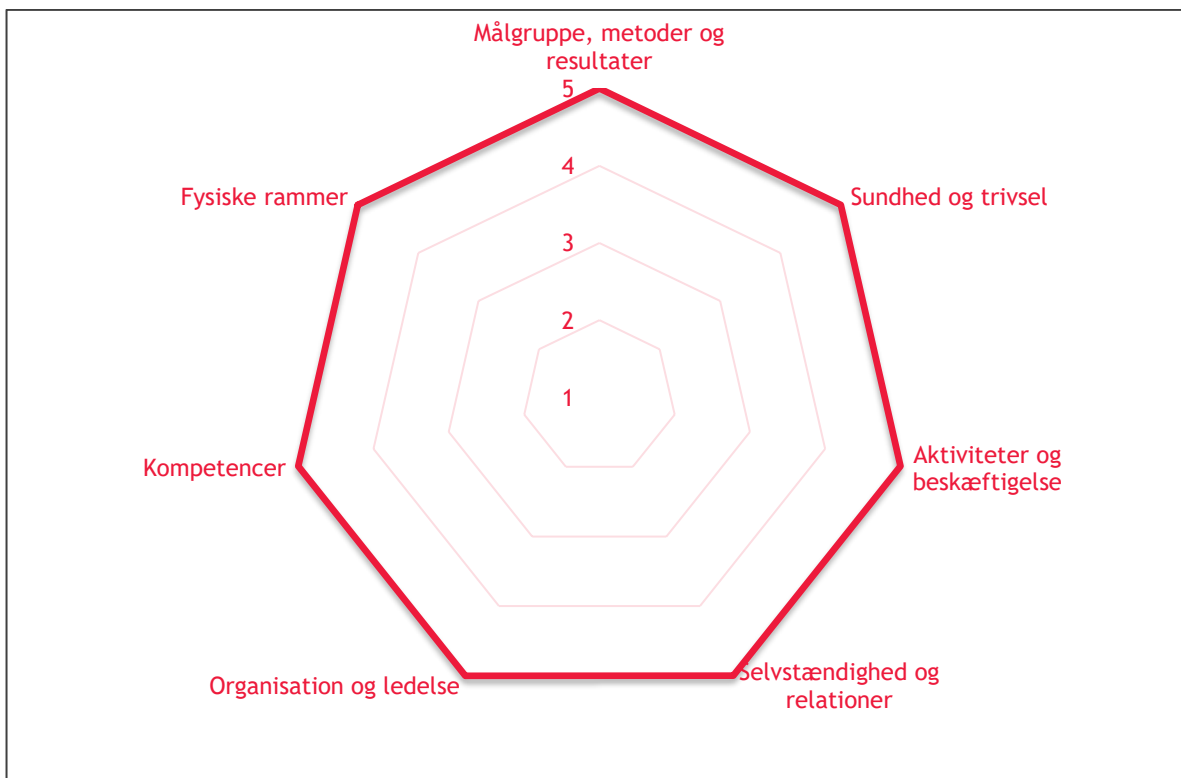 Målgruppe, metoder og
resultater
5
4
3
2
1
Sundhed og trivsel
Aktiviteter og
beskæftigelse
Selvstændighed og
relationer
Organisation og ledelse
Kompetencer
Fysiske rammer